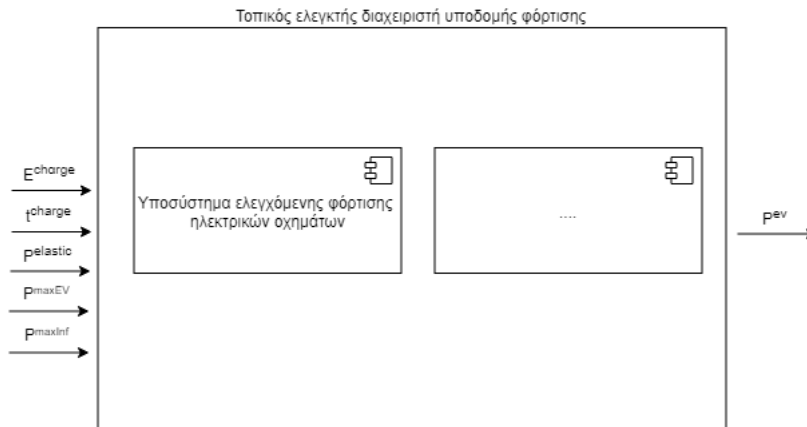 Τοπικός ελεγκτής διαχειριστή υποδομής φόρτισης
Echarge
tcharge
Pelastic
PmaxEV
Pmaxinf
Υποσύστημα ελεγχόμενης φόρτισης
ηλεκτρικών οχημάτων
....
Pev